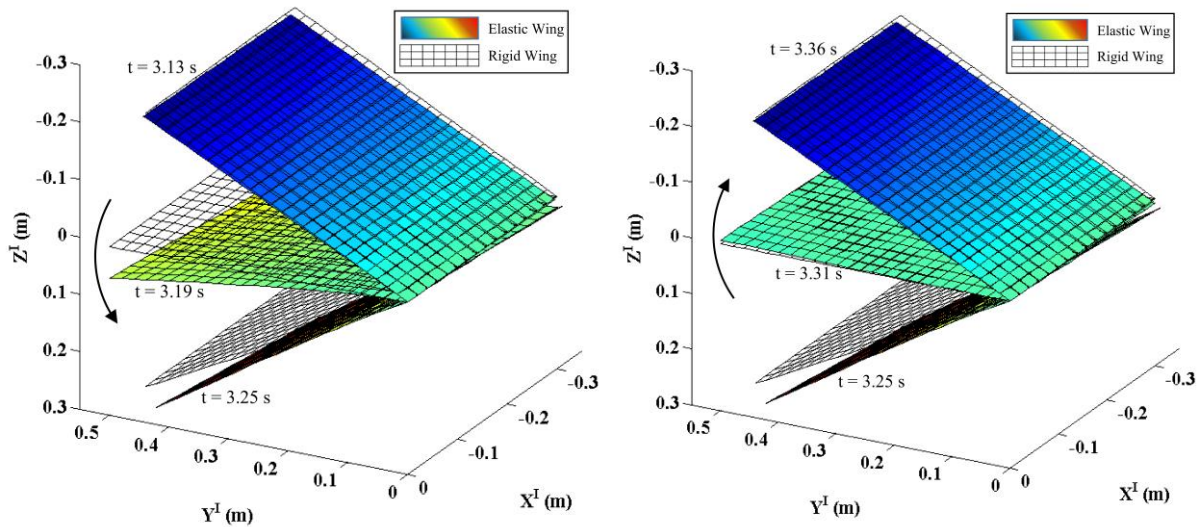 Elastic Wing
Rigid Wing
t = 3.13 s
t = 3.19 s
t = 3.25 s
-0.3
-0.2
-0.1
0
0.1
0.2
0.3
Z^I (m)
0.5
0.4
0.3
0.2
0.1
0
Y^I (m)
0
-0.1
-0.2
-0.3
X^I (m)
Elastic Wing
Rigid Wing
t = 3.36 s
t = 3.31 s
t = 3.25 s
-0.3
-0.2
-0.1
0
0.1
0.2
0.3
Z^I (m)
0.5
0.4
0.3
0.2
0.1
0
Y^I (m)
0
-0.1
-0.2
-0.3
X^I (m)